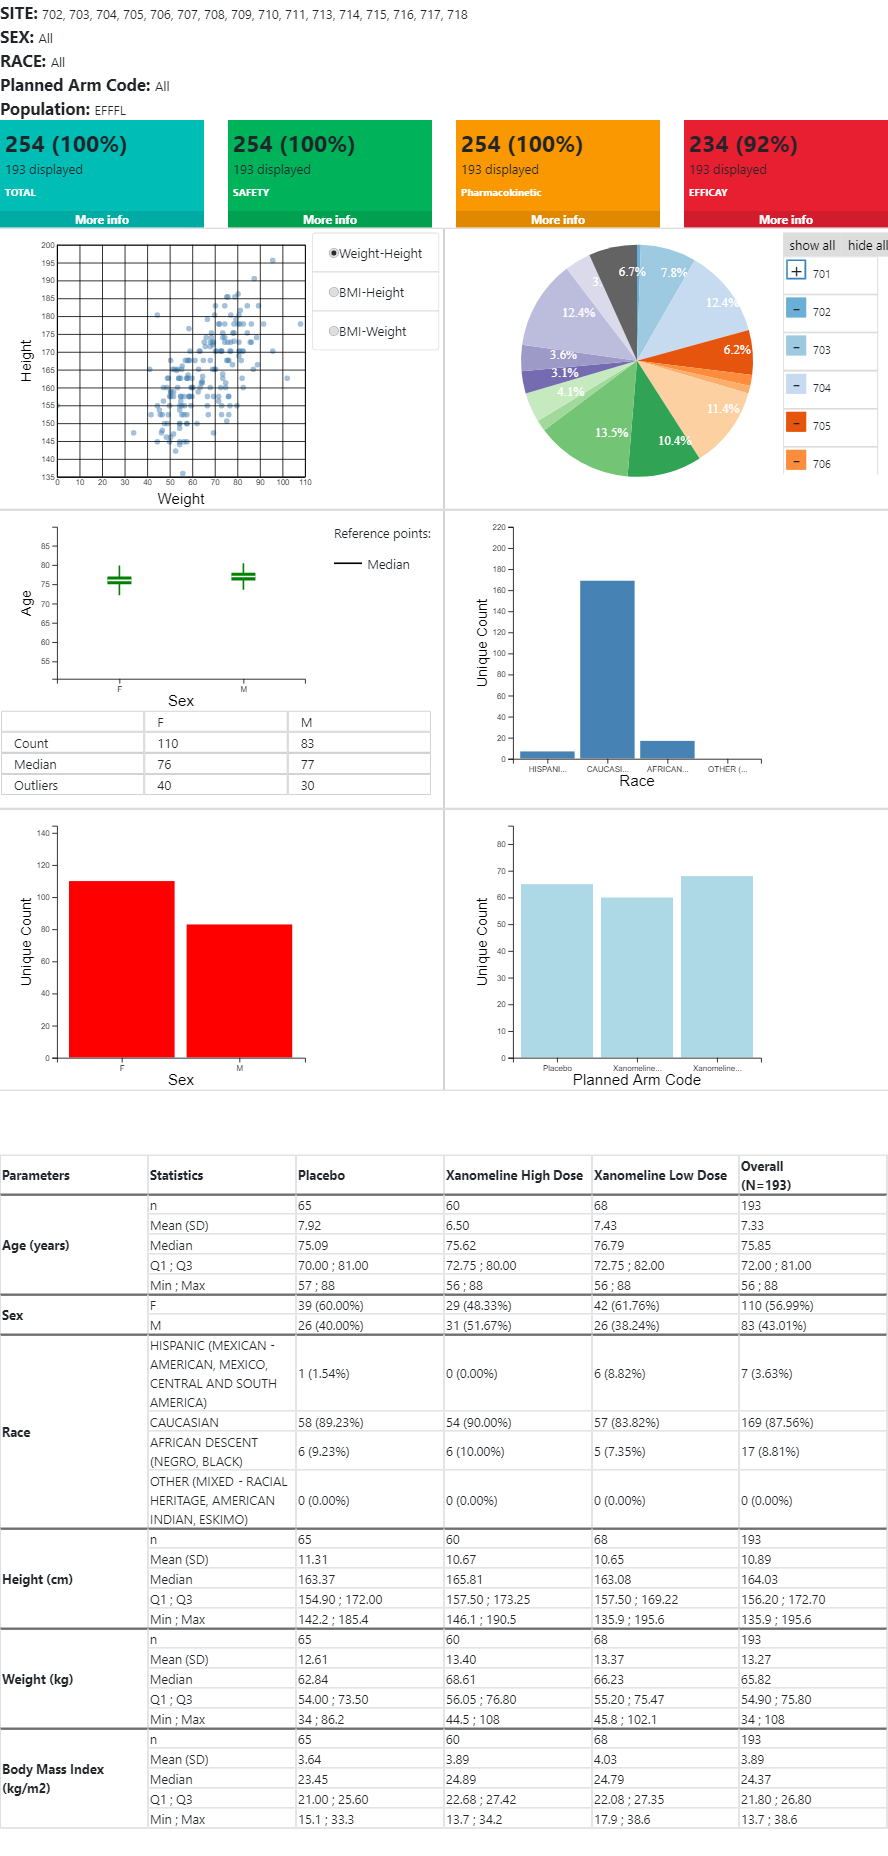 SITE: 702, 703, 704, 705, 706, 707, 708, 709, 710, 711, 713, 714, 715, 716, 717, 718
SEX: All
RACE: All
Planned Arm Code: All
Population: EFFFL
254 (100%)
193 displayed
TOTAL
More info
254 (100%)
193 displayed
SAFETY
More info
254 (100%)
193 displayed
Pharmacokinetic
More info
234 (92%)
193 displayed
EFFICAY
More info
200
195
190
185
180
175
170
165
160
155
150
145
140
135
Height
0 10 20 30 40 50 60 70 80 90 100 110
Weight
Weight-Height
BMI-Height
BMI-Weight
6.7% 7.8%
12.4%
6.2%
11.4%
10.4%
13.5%
4.1%
3.1%
3.6%
12.4%
3
show all hide all
+ 701
- 702
- 703
- 704
- 705
- 706
85
80
75
70
65
60
55
Age
F M
Sex
Reference points:
Median
F M
Count 110 83
Median 76 77
Outliers 40 30
220
200
180
160
140
120
100
80
60
40
20
0
Unique Count
HISPANI... CAUCASI... AFRICAN... OTHER (...
Race
140
120
100
80
60
40
20
0
Unique Count
F M
Sex
80
70
60
50
40
30
20
10
0
Unique Count
Placebo Xanomeline... Xanomeline...
Planned Arm Code
Parameters Statistics Placebo Xanomeline High Dose Xanomeline Low Dose Overall
(N=193)
Age (years)
n 65 60 68 193
Mean (SD) 7.92 6.50 7.43 7.33
Median 75.09 75.62 76.79 75.85
Q1 ; Q3 70.00 ; 81.00 72.75 ; 80.00 72.75 ; 82.00 72.00 ; 81.00
Min ; Max 57 ; 88 56 ; 88 56 ; 88 56 ; 88
Sex
F 39 (60.00%) 29 (48.33%) 42 (61.76%) 110 (56.99%)
M 26 (40.00%) 31 (51.67%) 26 (38.24%) 83 (43.01%)
Race
HISPANIC (MEXICAN -
AMERICAN, MEXICO,
CENTRAL AND SOUTH
AMERICA)
1 (1.54%) 0 (0.00%) 6 (8.82%) 7 (3.63%)
CAUCASIAN 58 (89.23%) 54 (90.00%) 57 (83.82%) 169 (87.56%)
AFRICAN DESCENT
(NEGRO, BLACK)
6 (9.23%) 6 (10.00%) 5 (7.35%) 17 (8.81%)
OTHER (MIXED - RACIAL
HERITAGE, AMERICAN
INDIAN, ESKIMO)
0 (0.00%) 0 (0.00%) 0 (0.00%) 0 (0.00%)
Height (cm)
n 65 60 68 193
Mean (SD) 11.31 10.67 10.65 10.89
Median 163.37 165.81 163.08 164.03
Q1 ; Q3 154.90 ; 172.00 157.50 ; 173.25 157.50 ; 169.22 156.20 ; 172.70
Min ; Max 142.2 ; 185.4 146.1 ; 190.5 135.9 ; 195.6 135.9 ; 195.6
Weight (kg)
n 65 60 68 193
Mean (SD) 12.61 13.40 13.37 13.27
Median 62.84 68.61 66.23 65.82
Q1 ; Q3 54.00 ; 73.50 56.05 ; 76.80 55.20 ; 75.47 54.90 ; 75.80
Min ; Max 34 ; 86.2 44.5 ; 108 45.8 ; 102.1 34 ; 108
Body Mass Index
(kg/m2)
n 65 60 68 193
Mean (SD) 3.64 3.89 4.03 3.89
Median 23.45 24.89 24.79 24.37
Q1 ; Q3 21.00 ; 25.60 22.68 ; 27.42 22.08 ; 27.35 21.80 ; 26.80
Min ; Max 15.1 ; 33.3 13.7 ; 34.2 17.9 ; 38.6 13.7 ; 38.6